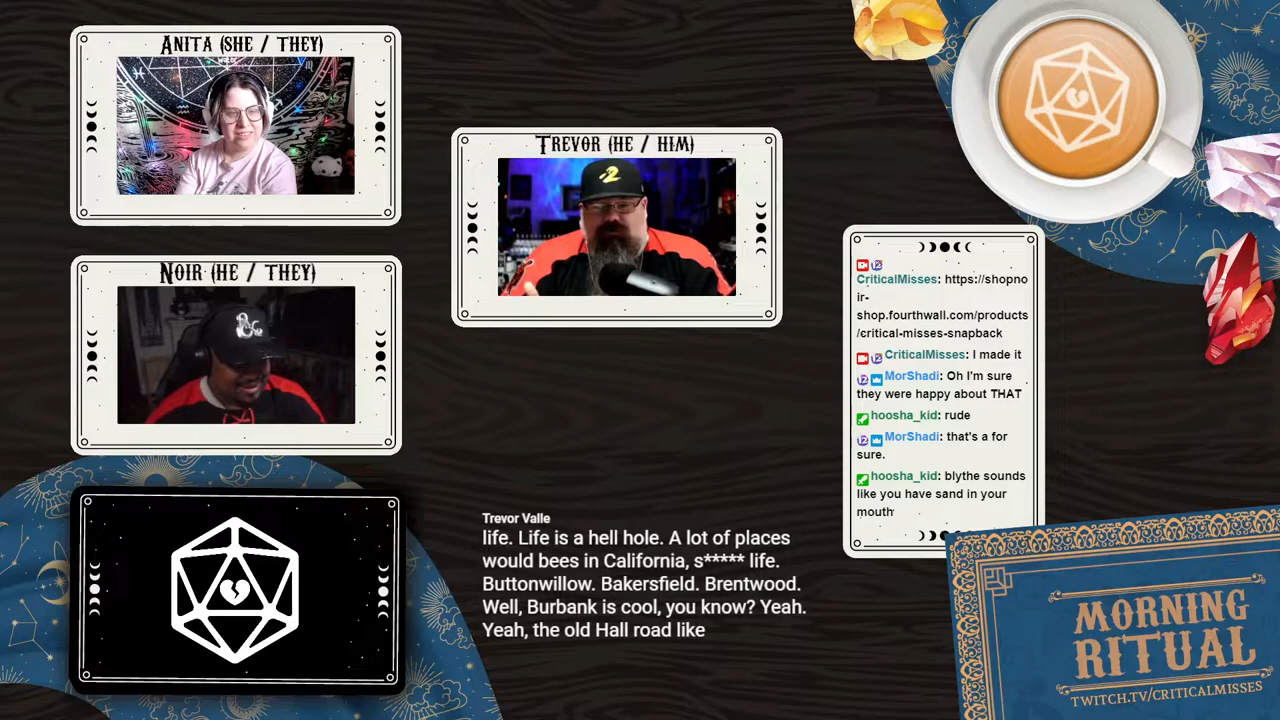 ANITA (SHE / THEY)
TREVOR (HE / HIM)
NOIR (HE / THEY)
CriticalMisses: https://shopno
ir-
shop.fourthwall.com/products
/critical-misses-snapback
CriticalMisses: I made it
MorShadi: Oh I'm sure
they were happy about THAT
hoosha_kid: rude
MorShadi: that's a for
sure.
hoosha_kid: blythe sounds
like you have sand in your
mouth
Trevor Valle
life. Life is a hell hole. A lot of places
would bees in California, s***** life.
Buttonwillow. Bakersfield. Brentwood.
Well, Burbank is cool, you know? Yeah.
Yeah, the old Hall road like
MORNING
RITUAL
TWITCH.TV/CRITICALMISSES